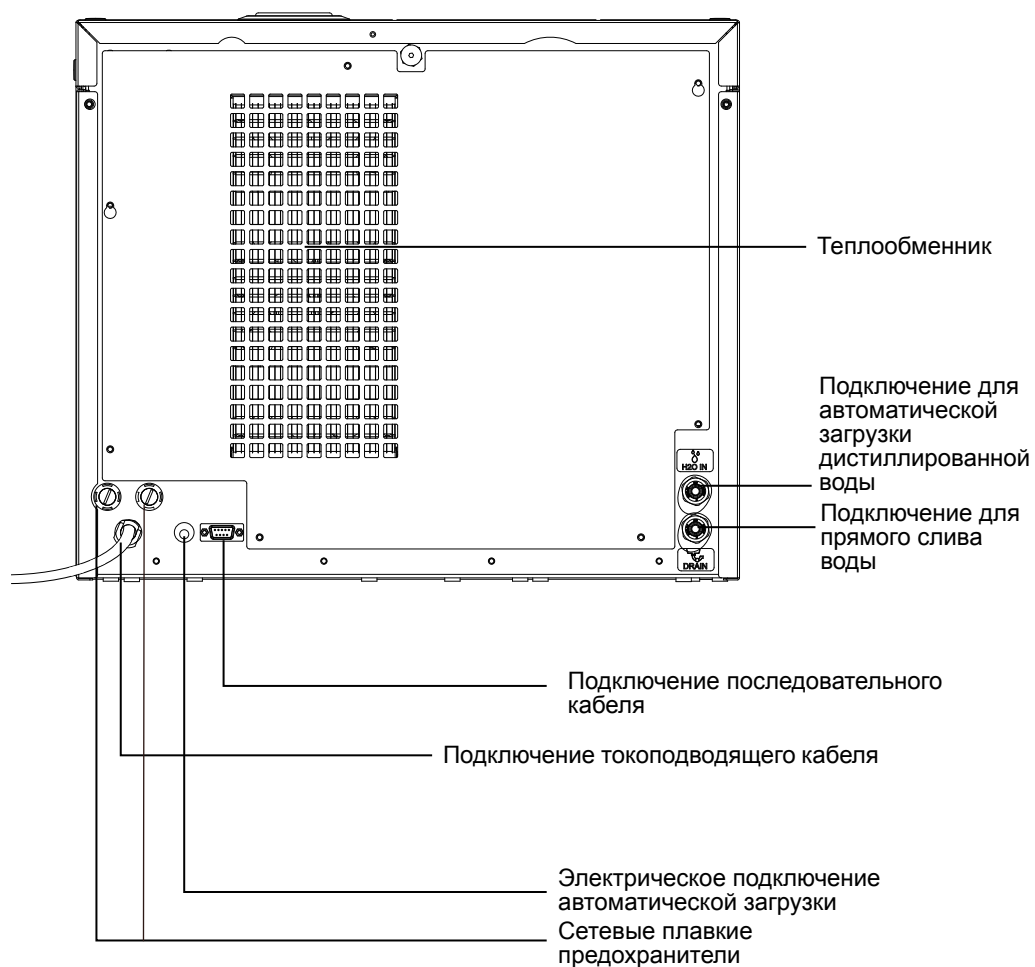 Теплообменник
Подключение для
автоматической
загрузки
дистиллированной
воды
H2O IN
Подключение для
прямого слива
воды
DRAIN
Подключение последовательного
кабеля
Подключение токоподводящего кабеля
Электрическое подключение
автоматической загрузки
Сетевые плавкие
предохранители